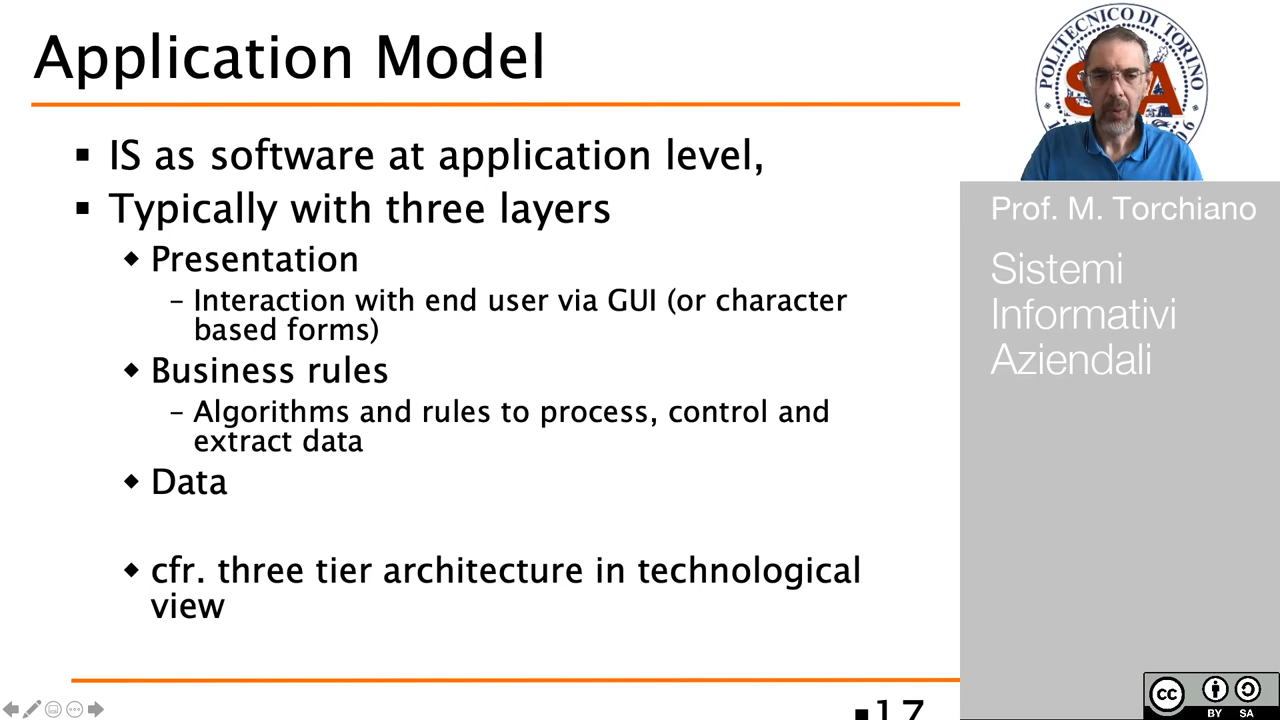 Application Model
▪ IS as software at application level,
▪ Typically with three layers
◆ Presentation
– Interaction with end user via GUI (or character
based forms)
◆ Business rules
– Algorithms and rules to process, control and
extract data
◆ Data
◆ cfr. three tier architecture in technological
view
▪17
POLITECNICO DI TORINO
Prof. M. Torchiano
Sistemi
Informativi
Aziendali
cc
BY SA